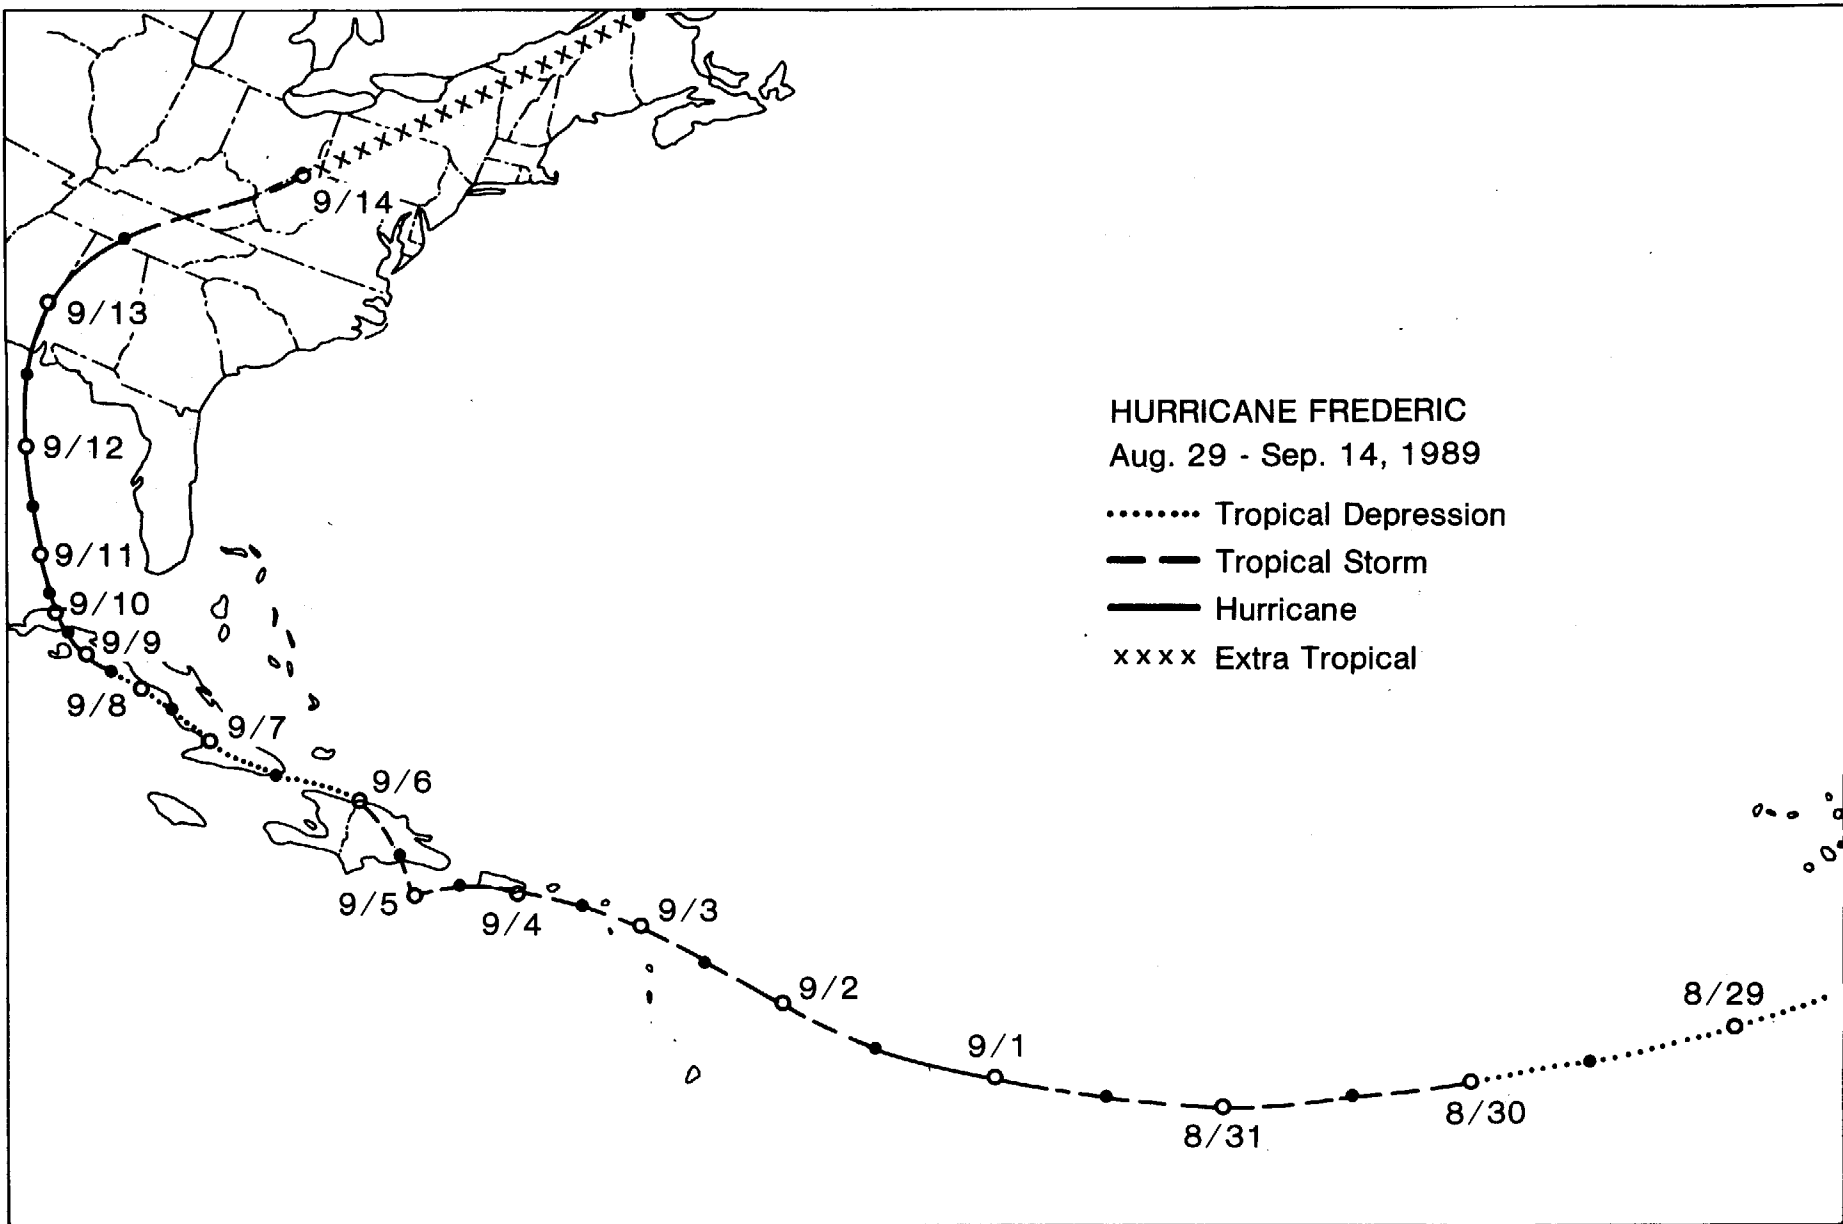 HURRICANE FREDERIC
Aug. 29 - Sep. 14, 1989
Tropical Depression
Tropical Storm
Hurricane
xxxx Extra Tropical
9/14
9/13
9/12
9/11
9/10
9/9
9/8
9/7
9/6
9/5
9/4
9/3
9/2
9/1
8/31
8/30
8/29